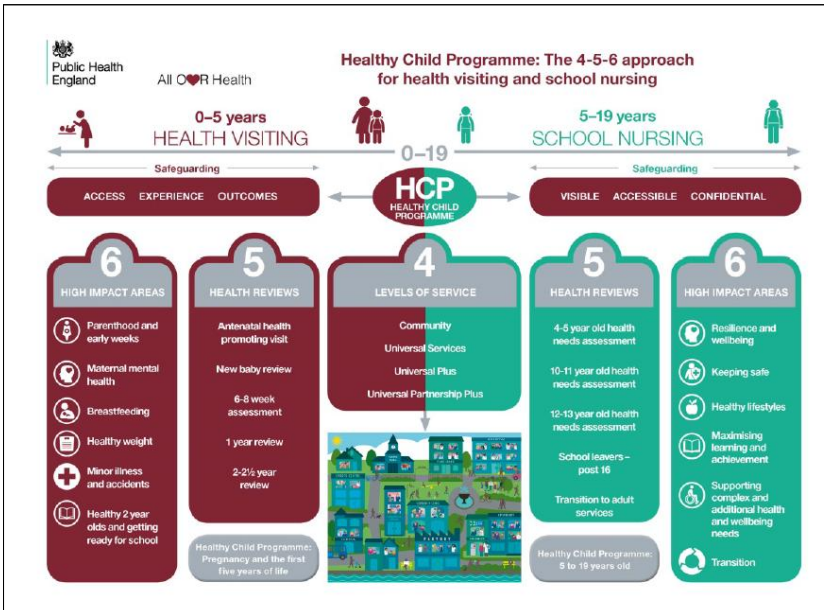 Public Health
England
All OUR Health
Healthy Child Programme: The 4-5-6 approach
for health visiting and school nursing
0–5 years
HEALTH VISITING
5–19 years
SCHOOL NURSING
0–19
Safeguarding
Safeguarding
ACCESS EXPERIENCE OUTCOMES
HCP
HEALTHY CHILD
PROGRAMME
VISIBLE ACCESSIBLE CONFIDENTIAL
6
HIGH IMPACT AREAS
Parenthood and
early weeks
Maternal mental
health
Breastfeeding
Healthy weight
Minor illness
and accidents
Healthy 2 year
olds and getting
ready for school
5
HEALTH REVIEWS
Antenatal health
promoting visit
New baby review
6-8 week
assessment
1 year review
2-2½ year
review
Healthy Child Programme:
Pregnancy and the first
five years of life
4
LEVELS OF SERVICE
Community
Universal Services
Universal Plus
Universal Partnership Plus
5
HEALTH REVIEWS
4-5 year old health
needs assessment
10-11 year old health
needs assessment
12-13 year old health
needs assessment
School leavers–
post 16
Transition to adult
services
Healthy Child Programme:
5 to 19 years old
6
HIGH IMPACT AREAS
Resilience and
wellbeing
Keeping safe
Healthy lifestyles
Maximising
learning and
achievement
Supporting
complex and
additional health
and wellbeing
needs
Transition